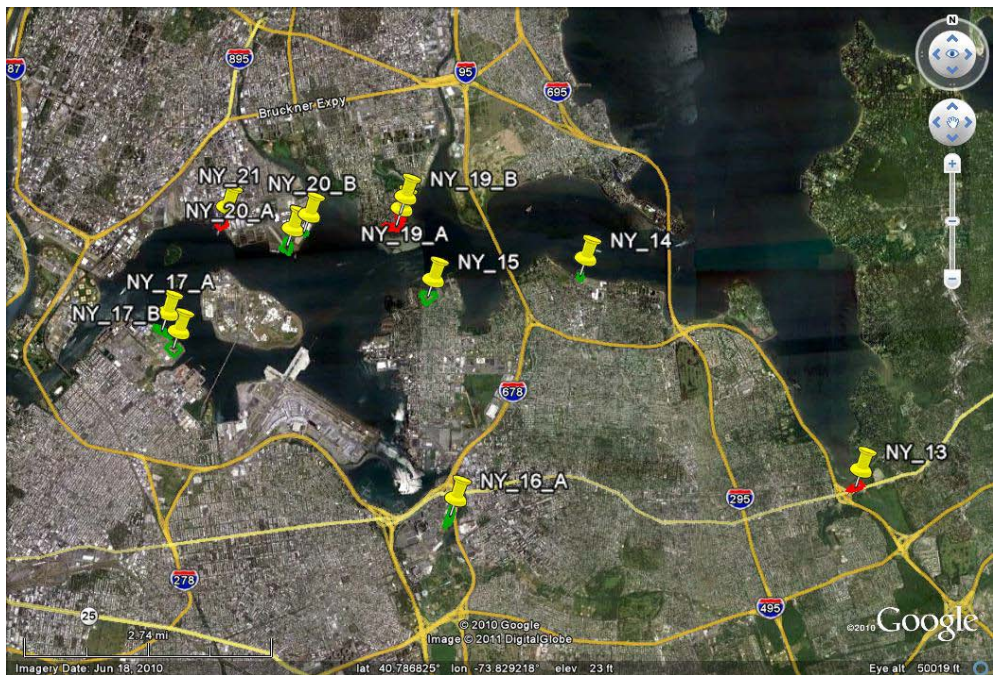 N
87
895
95
695
Bruckner Expy
NY_21
NY_20_B
NY_19_B
NY_20_A
NY_19_A
NY_14
NY_15
NY_17_A
NY_17_B
678
NY_13
NY_16_A
295
278
495
25
2.74 mi
© 2010 Google
Image © 2011 DigitalGlobe
©2010 Google
Imagery Date: Jun 18, 2010
lat 40.786825° lon -73.829218° elev 23 ft
Eye alt 50019 ft